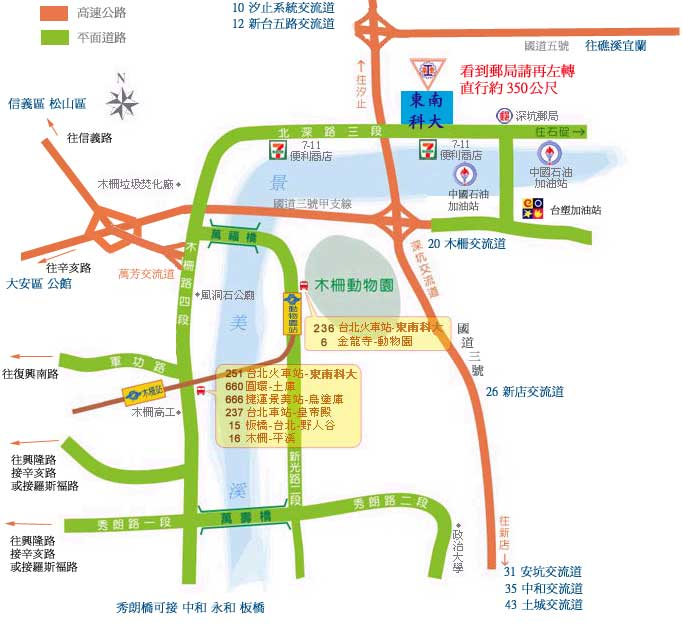 高速公路
平面道路
N
10 汐止系統交流道
12 新台五路交流道
國道五號
往礁溪宜蘭
往汐止
看到郵局請再左轉
直行約 350公尺
東南
科大
深坑郵局
往石碇
北深路三段
7-11
便利商店
7-11
便利商店
中國石油
加油站
中國石油
加油站
台塑加油站
信義區 松山區
往信義路
木柵垃圾焚化廠
國道三號甲支線
景
美
溪
萬福橋
20 木柵交流道
深坑交流道
往辛亥路
大安區 公館
萬芳交流道
木柵路四段
風洞石公廟
動物園站
木柵動物園
236 台北火車站-東南科大
6 金龍寺-動物園
國道三號
軍功路
往復興南路
251 台北火車站-東南科大
660 圓環-土庫
666 捷運景美站-烏塗庫
237 台北車站-皇帝殿
15 板橋-台北-野人谷
16 木柵-平溪
木柵站
木柵高工
26 新店交流道
往興隆路
接辛亥路
或接羅斯福路
新光路二段
秀朗路一段
萬壽橋
秀朗路二段
往興隆路
接辛亥路
或接羅斯福路
政治大學
往新店
31 安坑交流道
35 中和交流道
43 土城交流道
秀朗橋可接 中和 永和 板橋